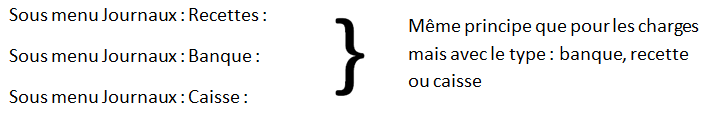 Sous menu Journaux : Recettes :
Sous menu Journaux : Banque :
Sous menu Journaux : Caisse :
}
Même principe que pour les charges
mais avec le type : banque, recette
ou caisse